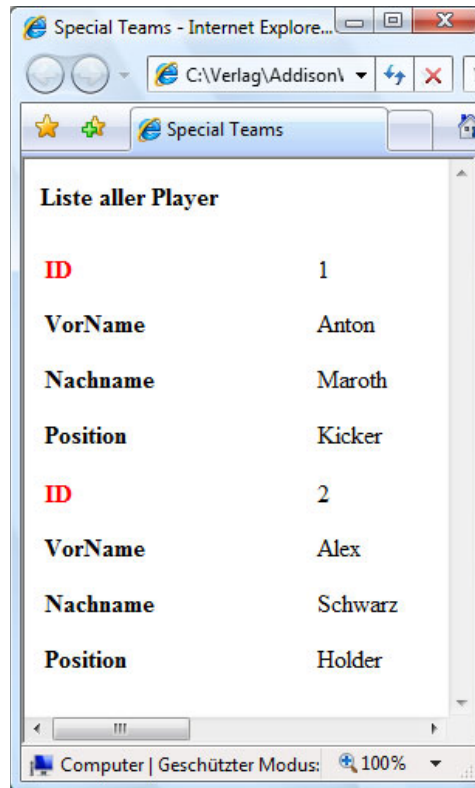 Special Teams - Internet Explore...
C:\Verlag\Addison\
Special Teams
Liste aller Player
ID 1
VorName Anton
Nachname Maroth
Position Kicker
ID 2
VorName Alex
Nachname Schwarz
Position Holder
Computer | Geschützter Modus: 100%